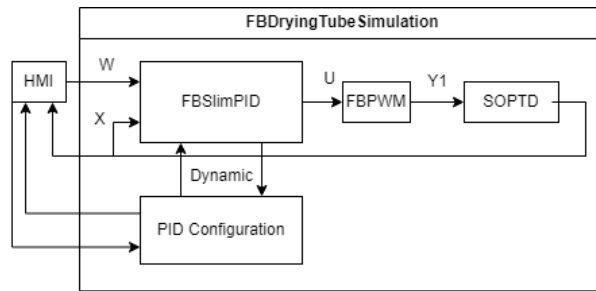 FBDryingTubeSimulation
HMI
W
X
FBSlimPID
U
FBPWM
Y1
SOPTD
Dynamic
PID Configuration